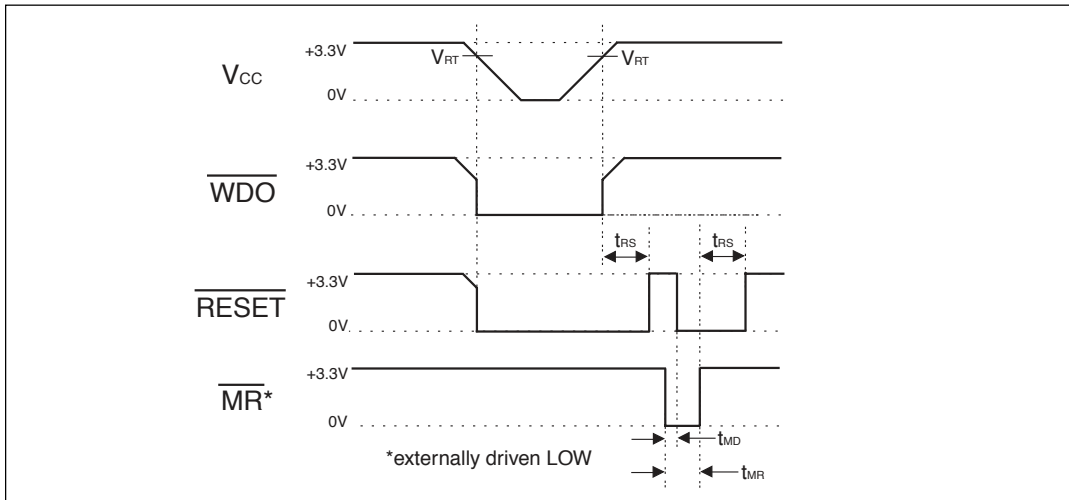 +3.3V
VRT
VRT
VCC
0V
+3.3V
WDO
0V
tRS
tRS
+3.3V
RESET
0V
+3.3V
MR*
0V
tMD
*externally driven LOW
tMR